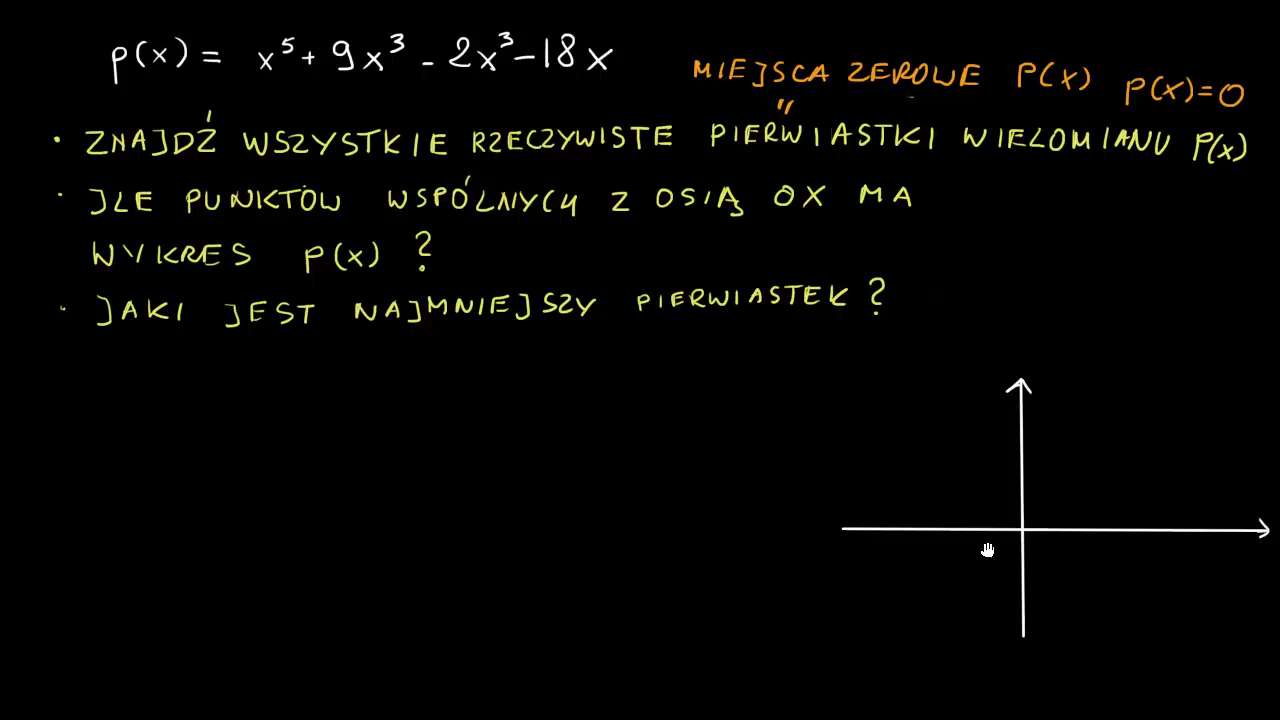 p(x) = x⁵ + 9x³ - 2x³ - 18x
MIEJSCA ZEROWE P(X) P(X)=0
"
• ZNAJDŹ WSZYSTKIE RZECZYWISTE PIERWIASTKI WIELOMIANU P(X)
• ILE PUNKTÓW WSPÓLNYCH Z OSIĄ OX MA
WYKRES P(X) ?
• JAKI JEST NAJMNIEJSZY PIERWIASTEK ?